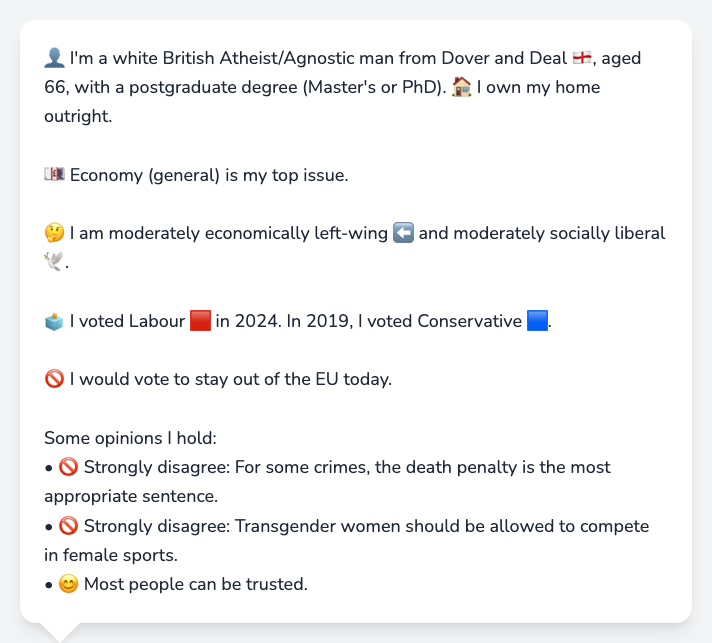 👤 I'm a white British Atheist/Agnostic man from Dover and Deal 🏴󠁧󠁢󠁥󠁮󠁧󠁿, aged
66, with a postgraduate degree (Master's or PhD). 🏠 I own my home
outright.
💷 Economy (general) is my top issue.
🤔 I am moderately economically left-wing ⬅️ and moderately socially liberal
🕊️.
🗳️ I voted Labour 🟥 in 2024. In 2019, I voted Conservative 🟦.
🚫 I would vote to stay out of the EU today.
Some opinions I hold:
• 🚫 Strongly disagree: For some crimes, the death penalty is the most
appropriate sentence.
• 🚫 Strongly disagree: Transgender women should be allowed to compete
in female sports.
• 😊 Most people can be trusted.